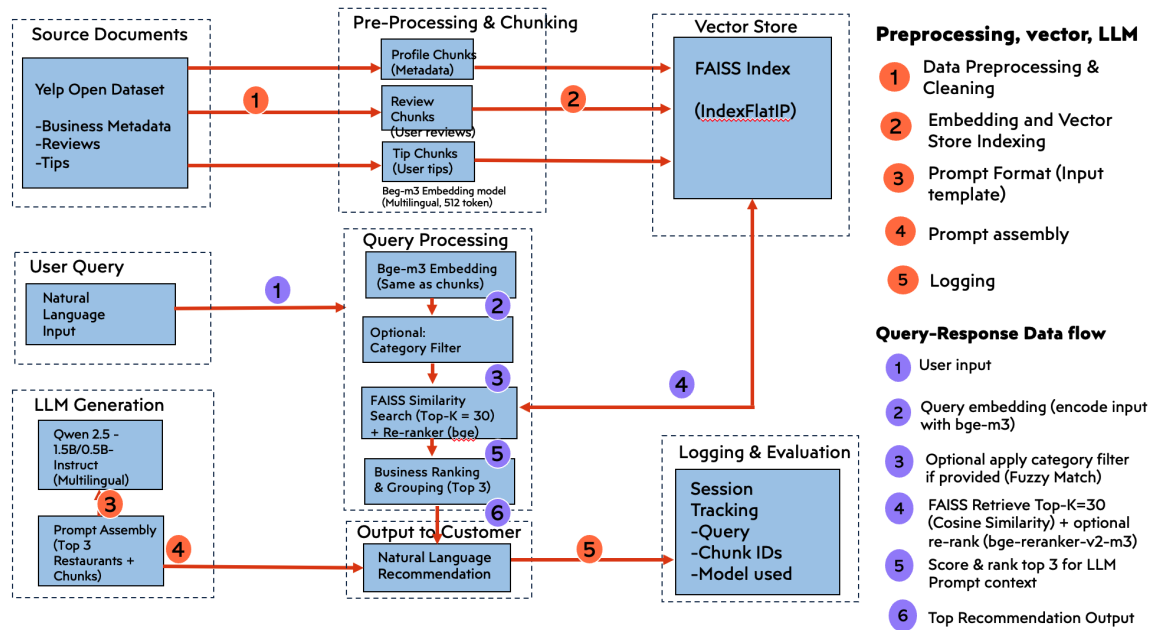 Source Documents
Yelp Open Dataset
-Business Metadata
-Reviews
-Tips
1
Pre-Processing & Chunking
Profile Chunks
(Metadata)
Review
Chunks
(User reviews)
Tip Chunks
(User tips)
Beg-m3 Embedding model
(Multilingual, 512 token)
2
Vector Store
FAISS Index
(IndexFlatIP)
User Query
Natural
Language
Input
1
Query Processing
Bge-m3 Embedding
(Same as chunks)
2
Optional:
Category Filter
3
FAISS Similarity
Search (Top-K = 30)
+ Re-ranker (bge)
4
5
Business Ranking
& Grouping (Top 3)
6
LLM Generation
Qwen 2.5 -
1.5B/0.5B-
Instruct
(Multilingual)
3
Prompt Assembly
(Top 3
Restaurants +
Chunks)
4
Output to Customer
Natural Language
Recommendation
5
Logging & Evaluation
Session
Tracking
-Query
-Chunk IDs
-Model used
Preprocessing, vector, LLM
1 Data Preprocessing &
Cleaning
2 Embedding and Vector
Store Indexing
3 Prompt Format (Input
template)
4 Prompt assembly
5 Logging
Query-Response Data flow
1 User input
2 Query embedding (encode input
with bge-m3)
3 Optional apply category filter
if provided (Fuzzy Match)
4 FAISS Retrieve Top-K=30
(Cosine Similarity) + optional
re-rank (bge-reranker-v2-m3)
5 Score & rank top 3 for LLM
Prompt context
6 Top Recommendation Output